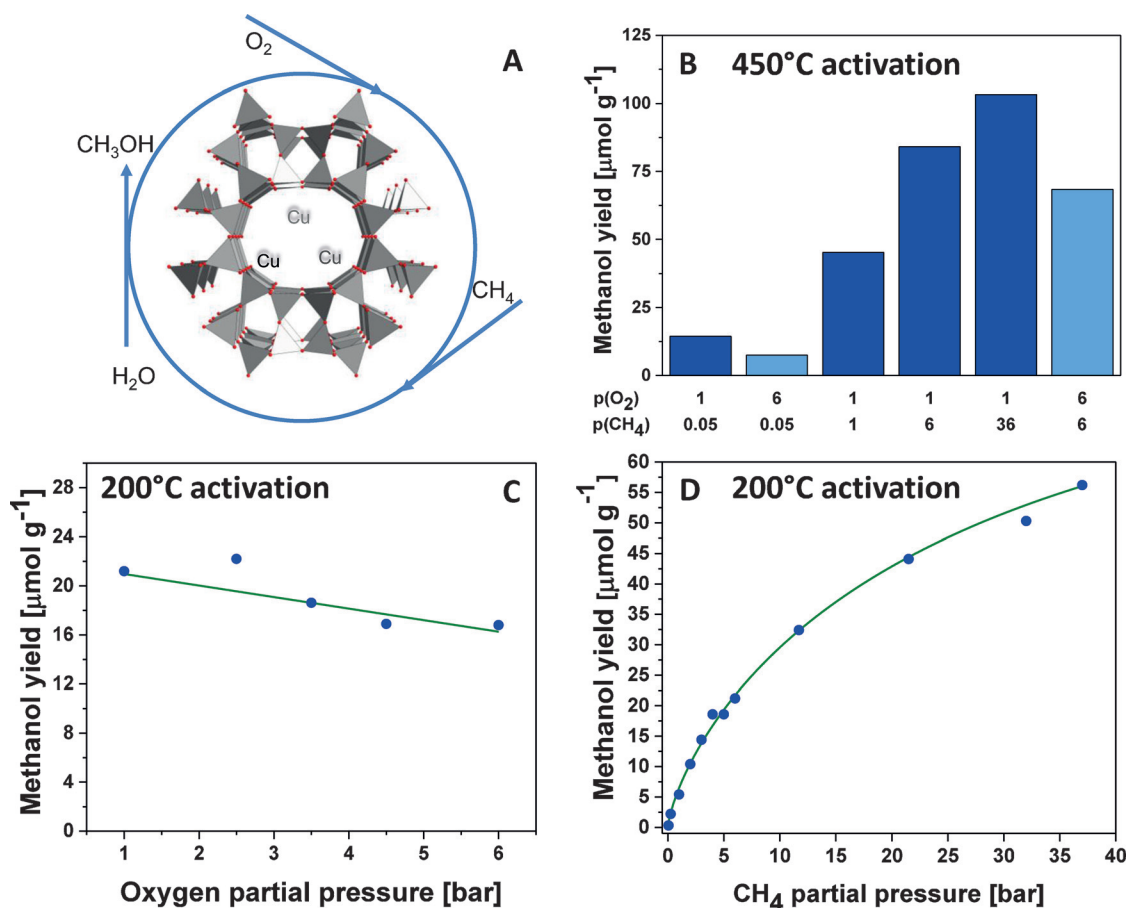 A
O₂
CH₃OH
Cu
Cu Cu
CH₄
H₂O
B 450°C activation
Methanol yield [μmol g⁻¹]
125
100
75
50
25
0
p(O₂) 1 6 1 1 1 6
p(CH₄) 0.05 0.05 1 6 36 6
200°C activation C
Methanol yield [μmol g⁻¹]
28
24
20
16
12
8
4
0
1 2 3 4 5 6
Oxygen partial pressure [bar]
D 200°C activation
Methanol yield [μmol g⁻¹]
60
55
50
45
40
35
30
25
20
15
10
5
0
0 5 10 15 20 25 30 35 40
CH₄ partial pressure [bar]